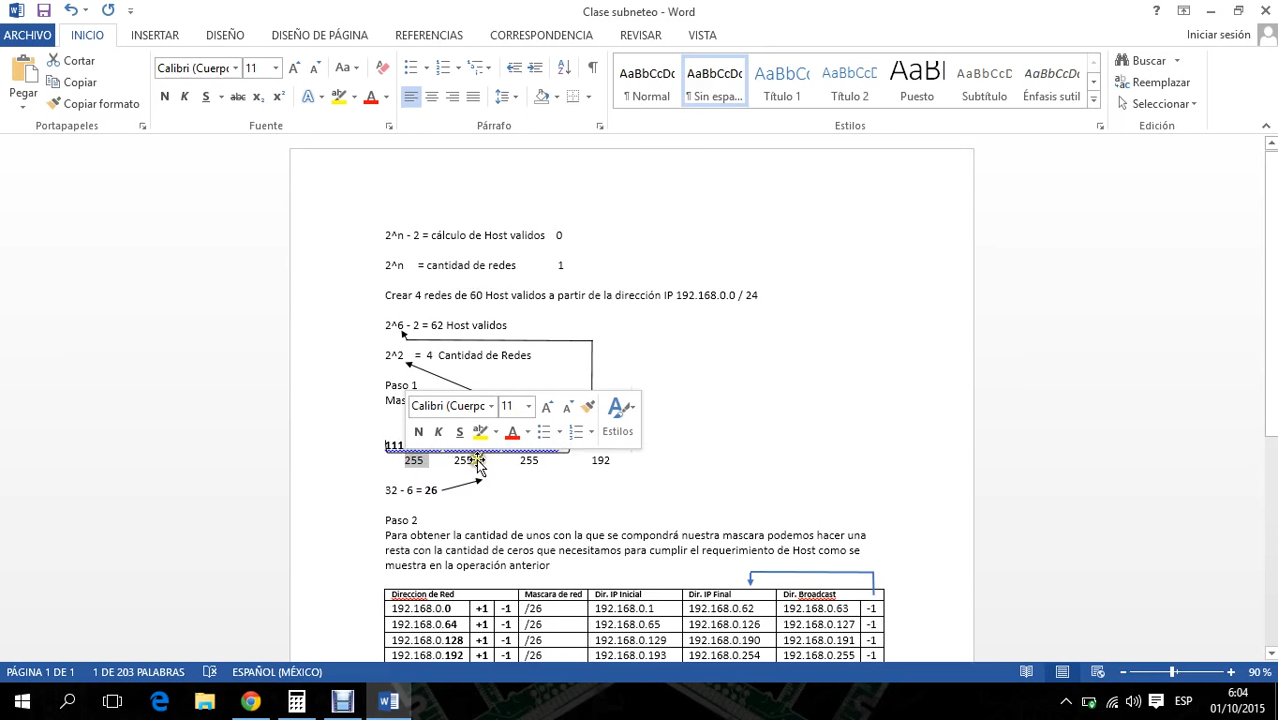 Clase subneteo - Word
ARCHIVO INICIO INSERTAR DISEÑO DISEÑO DE PÁGINA REFERENCIAS CORRESPONDENCIA REVISAR VISTA Iniciar sesión
Pegar
Cortar
Copiar
Copiar formato
Portapapeles
Calibri (Cuerpo 11
Aa
N K S abc x₂ x²
A
Fuente
Párrafo
AaBbCcDc AaBbCcDc AaBbCc AaBbCcD AaBl AaBbCcD AaBbCcDc
¶ Normal ¶ Sin espa... Título 1 Título 2 Puesto Subtítulo Énfasis sutil
Estilos
Buscar
Reemplazar
Seleccionar
Edición
2^n - 2 = cálculo de Host validos 0
2^n = cantidad de redes 1
Crear 4 redes de 60 Host validos a partir de la dirección IP 192.168.0.0 / 24
2^6 - 2 = 62 Host validos
2^2 = 4 Cantidad de Redes
Paso 1
Mas
Calibri (Cuerpo 11
N K S A Estilos
111
255 255 255 192
32 - 6 = 26
Paso 2
Para obtener la cantidad de unos con la que se compondrá nuestra mascara podemos hacer una
resta con la cantidad de ceros que necesitamos para cumplir el requerimiento de Host como se
muestra en la operación anterior
Direccion de Red Mascara de red Dir. IP Inicial Dir. IP Final Dir. Broadcast
192.168.0.0 +1 -1 /26 192.168.0.1 192.168.0.62 192.168.0.63 -1
192.168.0.64 +1 -1 /26 192.168.0.65 192.168.0.126 192.168.0.127 -1
192.168.0.128 +1 -1 /26 192.168.0.129 192.168.0.190 192.168.0.191 -1
192.168.0.192 +1 -1 /26 192.168.0.193 192.168.0.254 192.168.0.255 -1
PÁGINA 1 DE 1 1 DE 203 PALABRAS ESPAÑOL (MÉXICO) 90 %
ESP
6:04
01/10/2015